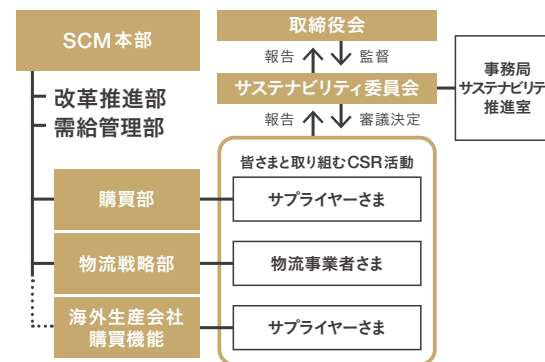 SCM本部
改革推進部
需給管理部
購買部
物流戦略部
海外生産会社
購買機能
取締役会
報告
監督
サステナビリティ委員会
報告
審議決定
事務局
サステナビリティ
推進室
皆さまと取り組むCSR活動
サプライヤーさま
物流事業者さま
サプライヤーさま